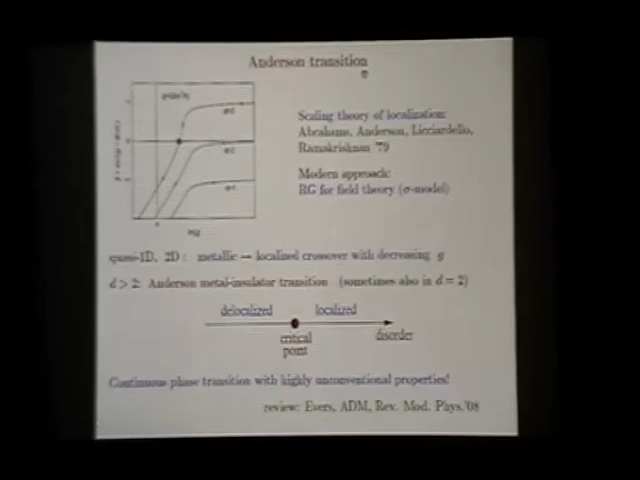 Anderson transition
Scaling theory of localization:
Abrahams, Anderson, Licciardello,
Ramakrishnan '79
Modern approach:
RG for field theory (σ-model)
quasi-1D, 2D : metallic → localized crossover with decreasing g
d > 2: Anderson metal-insulator transition (sometimes also in d = 2)
delocalized localized
critical disorder
point
Continuous phase transition with highly unconventional properties!
review: Evers, ADM, Rev. Mod. Phys.'08